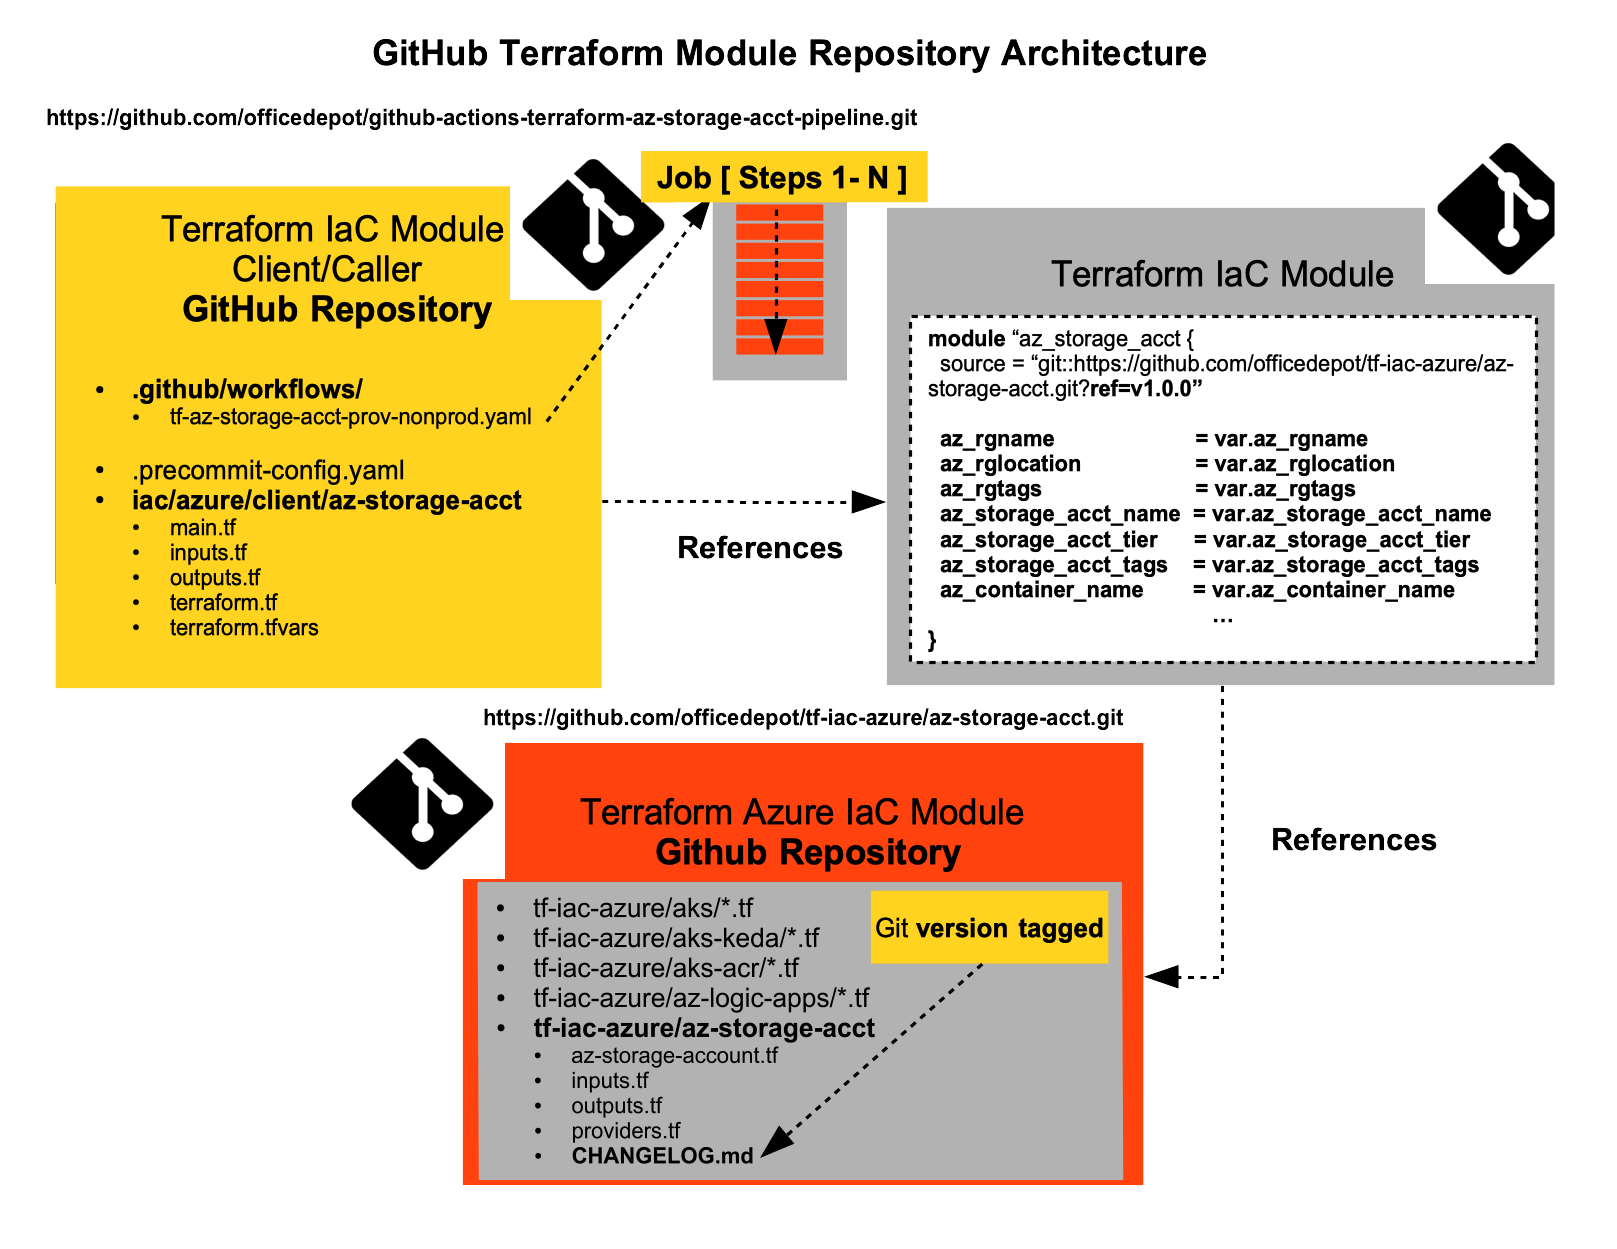 GitHub Terraform Module Repository Architecture
https://github.com/officedepot/github-actions-terraform-az-storage-acct-pipeline.git
Job [ Steps 1- N ]
Terraform IaC Module
Client/Caller
GitHub Repository
• .github/workflows/
• tf-az-storage-acct-prov-nonprod.yaml
• .precommit-config.yaml
• iac/azure/client/az-storage-acct
• main.tf
• inputs.tf
• outputs.tf
• terraform.tf
• terraform.tfvars
References
Terraform IaC Module
module “az_storage_acct {
source = “git::https://github.com/officedepot/tf-iac-azure/az-
storage-acct.git?ref=v1.0.0”
az_rgname = var.az_rgname
az_rglocation = var.az_rglocation
az_rgtags = var.az_rgtags
az_storage_acct_name = var.az_storage_acct_name
az_storage_acct_tier = var.az_storage_acct_tier
az_storage_acct_tags = var.az_storage_acct_tags
az_container_name = var.az_container_name
...
}
References
https://github.com/officedepot/tf-iac-azure/az-storage-acct.git
Terraform Azure IaC Module
Github Repository
• tf-iac-azure/aks/*.tf
• tf-iac-azure/aks-keda/*.tf
• tf-iac-azure/aks-acr/*.tf
• tf-iac-azure/az-logic-apps/*.tf
• tf-iac-azure/az-storage-acct
• az-storage-account.tf
• inputs.tf
• outputs.tf
• providers.tf
• CHANGELOG.md
Git version tagged